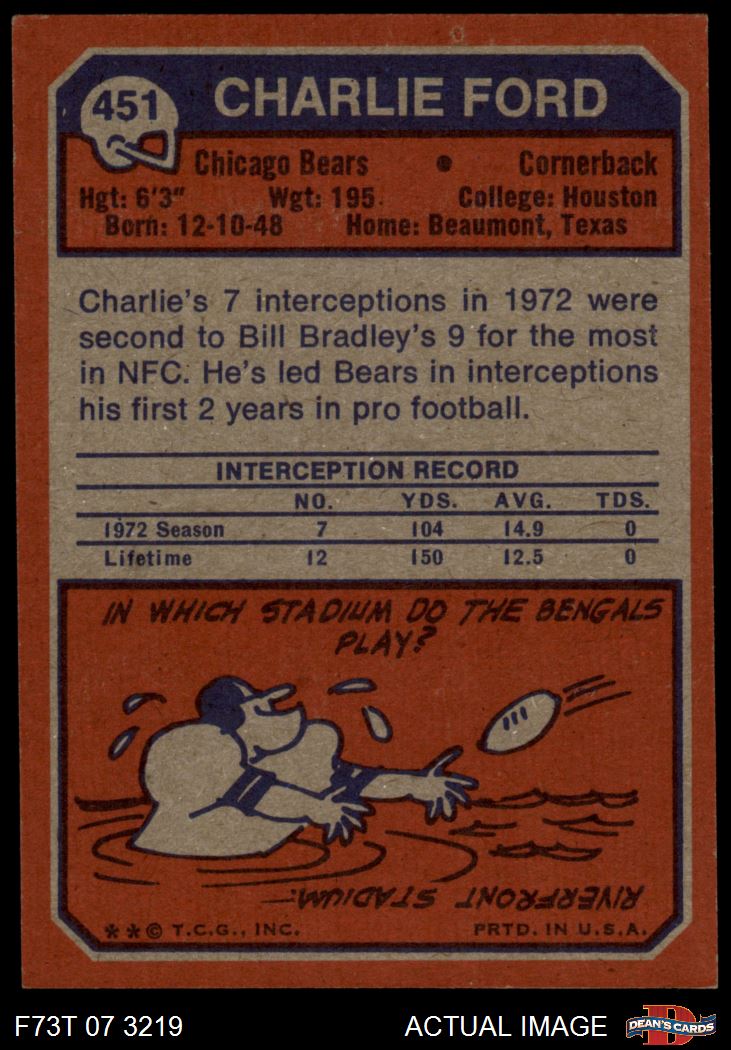 451
CHARLIE FORD
Chicago Bears • Cornerback
Hgt: 6'3" Wgt: 195 College: Houston
Born: 12-10-48 Home: Beaumont, Texas
Charlie's 7 interceptions in 1972 were
second to Bill Bradley's 9 for the most
in NFC. He's led Bears in interceptions
his first 2 years in pro football.
INTERCEPTION RECORD
NO. YDS. AVG. TDS.
1972 Season 7 104 14.9 0
Lifetime 12 150 12.5 0
IN WHICH STADIUM DO THE BENGALS
PLAY?
RIVERFRONT STADIUM.
**© T.C.G., INC. PRTD. IN U.S.A.
F73T 07 3219 ACTUAL IMAGE DEAN'S CARDS